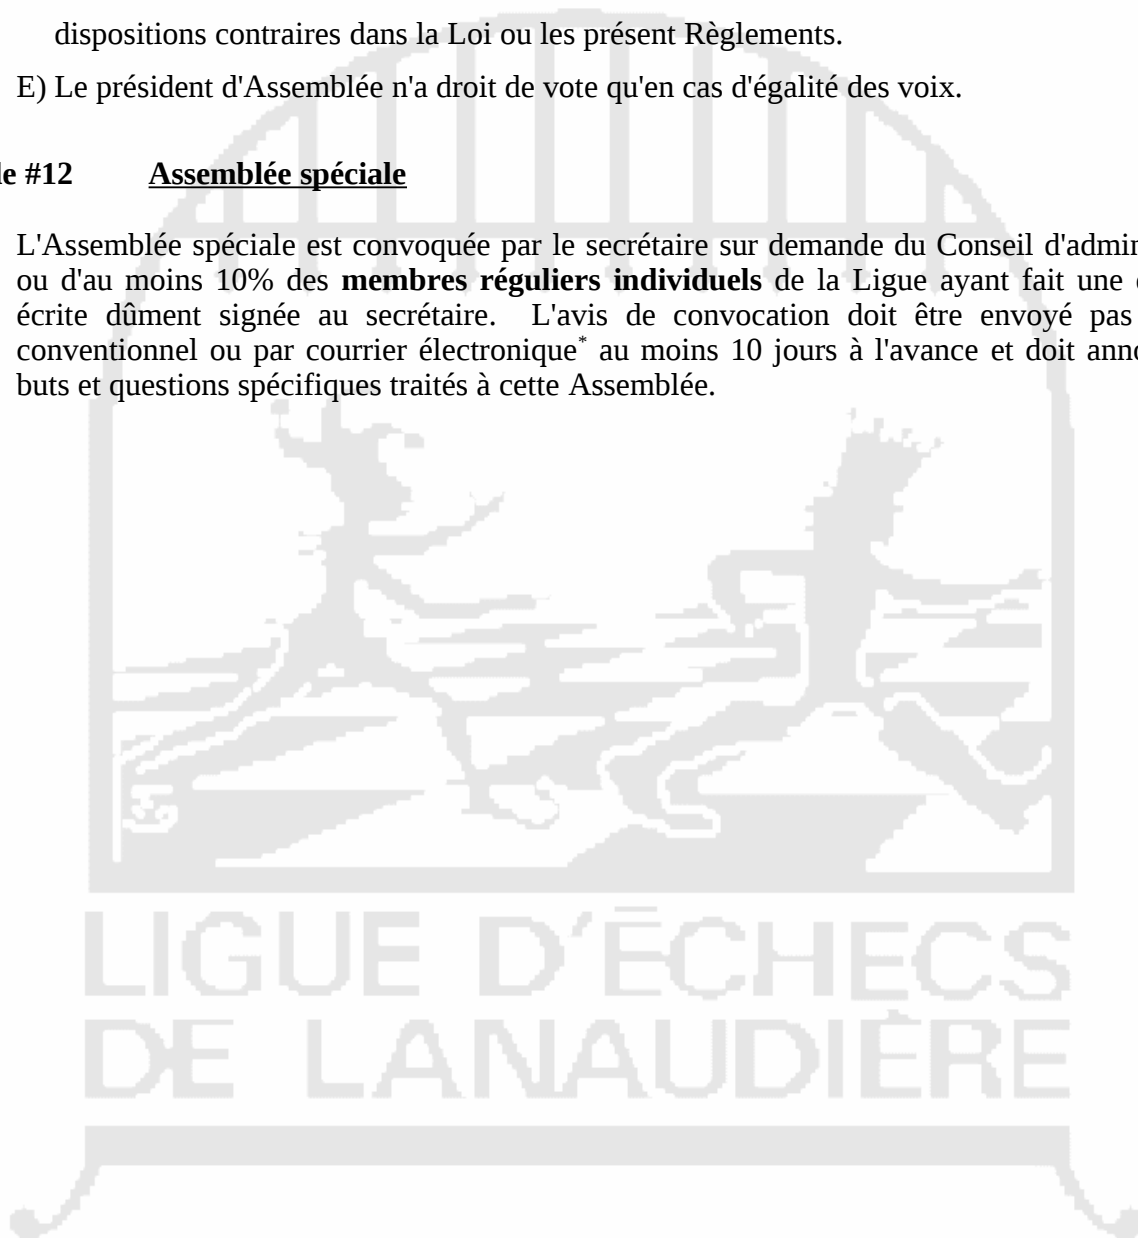 dispositions contraires dans la Loi ou les présent Règlements.
E) Le président d'Assemblée n'a droit de vote qu'en cas d'égalité des voix.
le #12 Assemblée spéciale
L'Assemblée spéciale est convoquée par le secrétaire sur demande du Conseil d'admin
ou d'au moins 10% des membres réguliers individuels de la Ligue ayant fait une
écrite dûment signée au secrétaire. L'avis de convocation doit être envoyé pas
conventionnel ou par courrier électronique* au moins 10 jours à l'avance et doit anno
buts et questions spécifiques traités à cette Assemblée.
LIGUE D'ÉCHECS
DE LANAUDIÈRE